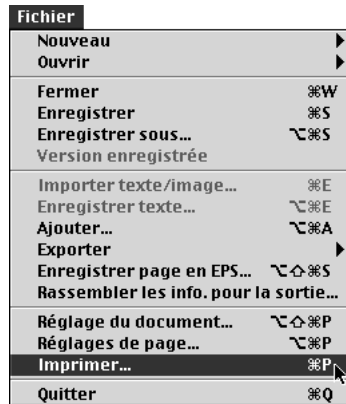 Fichier
Nouveau
Ouvrir
Fermer ⌘W
Enregistrer ⌘S
Enregistrer sous... ⌥⌘S
Version enregistrée
Importer texte/image... ⌘E
Enregistrer texte... ⌥⌘E
Ajouter... ⌥⌘A
Exporter
Enregistrer page en EPS... ⌥⇧⌘S
Rassembler les info. pour la sortie...
Réglage du document... ⌥⇧⌘P
Réglages de page... ⌥⌘P
Imprimer... ⌘P
Quitter ⌘Q